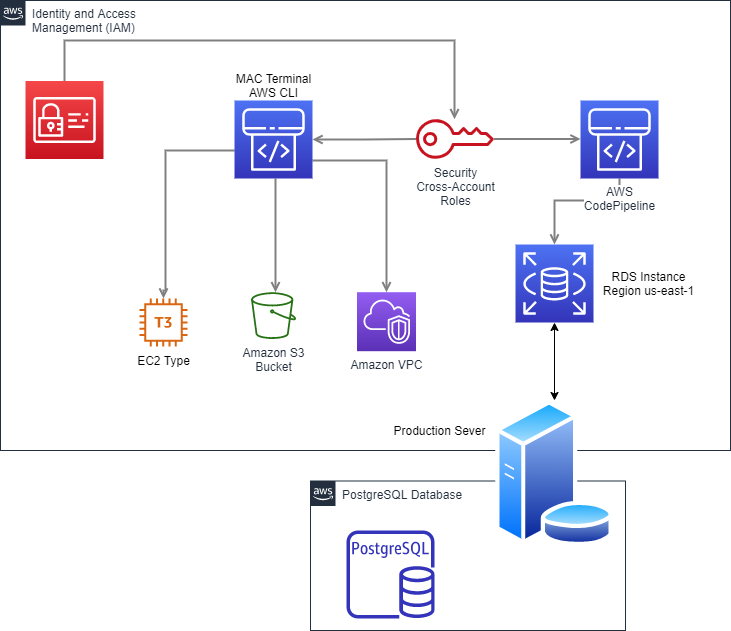 aws
Identity and Access
Management (IAM)
MAC Terminal
AWS CLI
</>
Security
Cross-Account
Roles
</>
AWS
CodePipeline
RDS Instance
Region us-east-1
T3
EC2 Type
Amazon S3
Bucket
Amazon VPC
Production Sever
aws
PostgreSQL Database
PostgreSQL